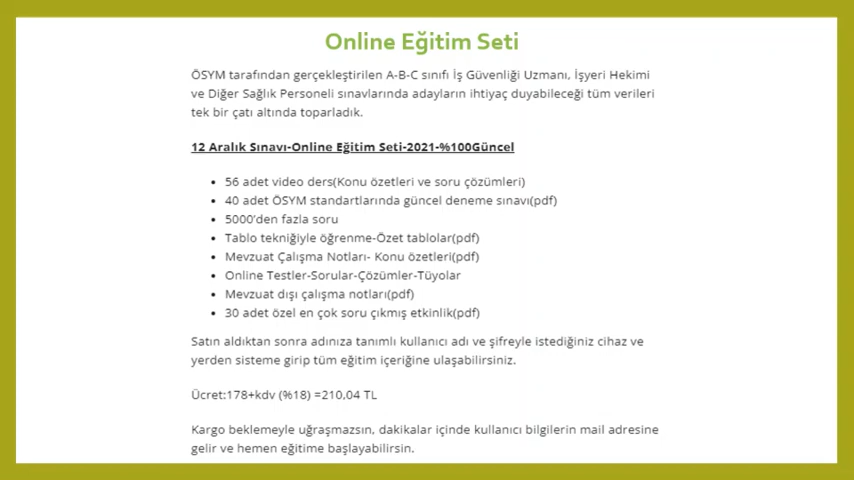 Online Eğitim Seti
ÖSYM tarafından gerçekleştirilen A-B-C sınıfı İş Güvenliği Uzmanı, İşyeri Hekimi
ve Diğer Sağlık Personeli sınavlarında adayların ihtiyaç duyabileceği tüm verileri
tek bir çatı altında toparladık.
12 Aralık Sınavı-Online Eğitim Seti-2021-%100Güncel
• 56 adet video ders(Konu özetleri ve soru çözümleri)
• 40 adet ÖSYM standartlarında güncel deneme sınavı(pdf)
• 5000'den fazla soru
• Tablo tekniğiyle öğrenme-Özet tablolar(pdf)
• Mevzuat Çalışma Notları- Konu özetleri(pdf)
• Online Testler-Sorular-Çözümler-Tüyolar
• Mevzuat dışı çalışma notları(pdf)
• 30 adet özel en çok soru çıkmış etkinlik(pdf)
Satın aldıktan sonra adınıza tanımlı kullanıcı adı ve şifreyle istediğiniz cihaz ve
yerden sisteme girip tüm eğitim içeriğine ulaşabilirsiniz.
Ücret:178+kdv (%18) =210,04 TL
Kargo beklemeyle uğraşmazsın, dakikalar içinde kullanıcı bilgilerin mail adresine
gelir ve hemen eğitime başlayabilirsin.